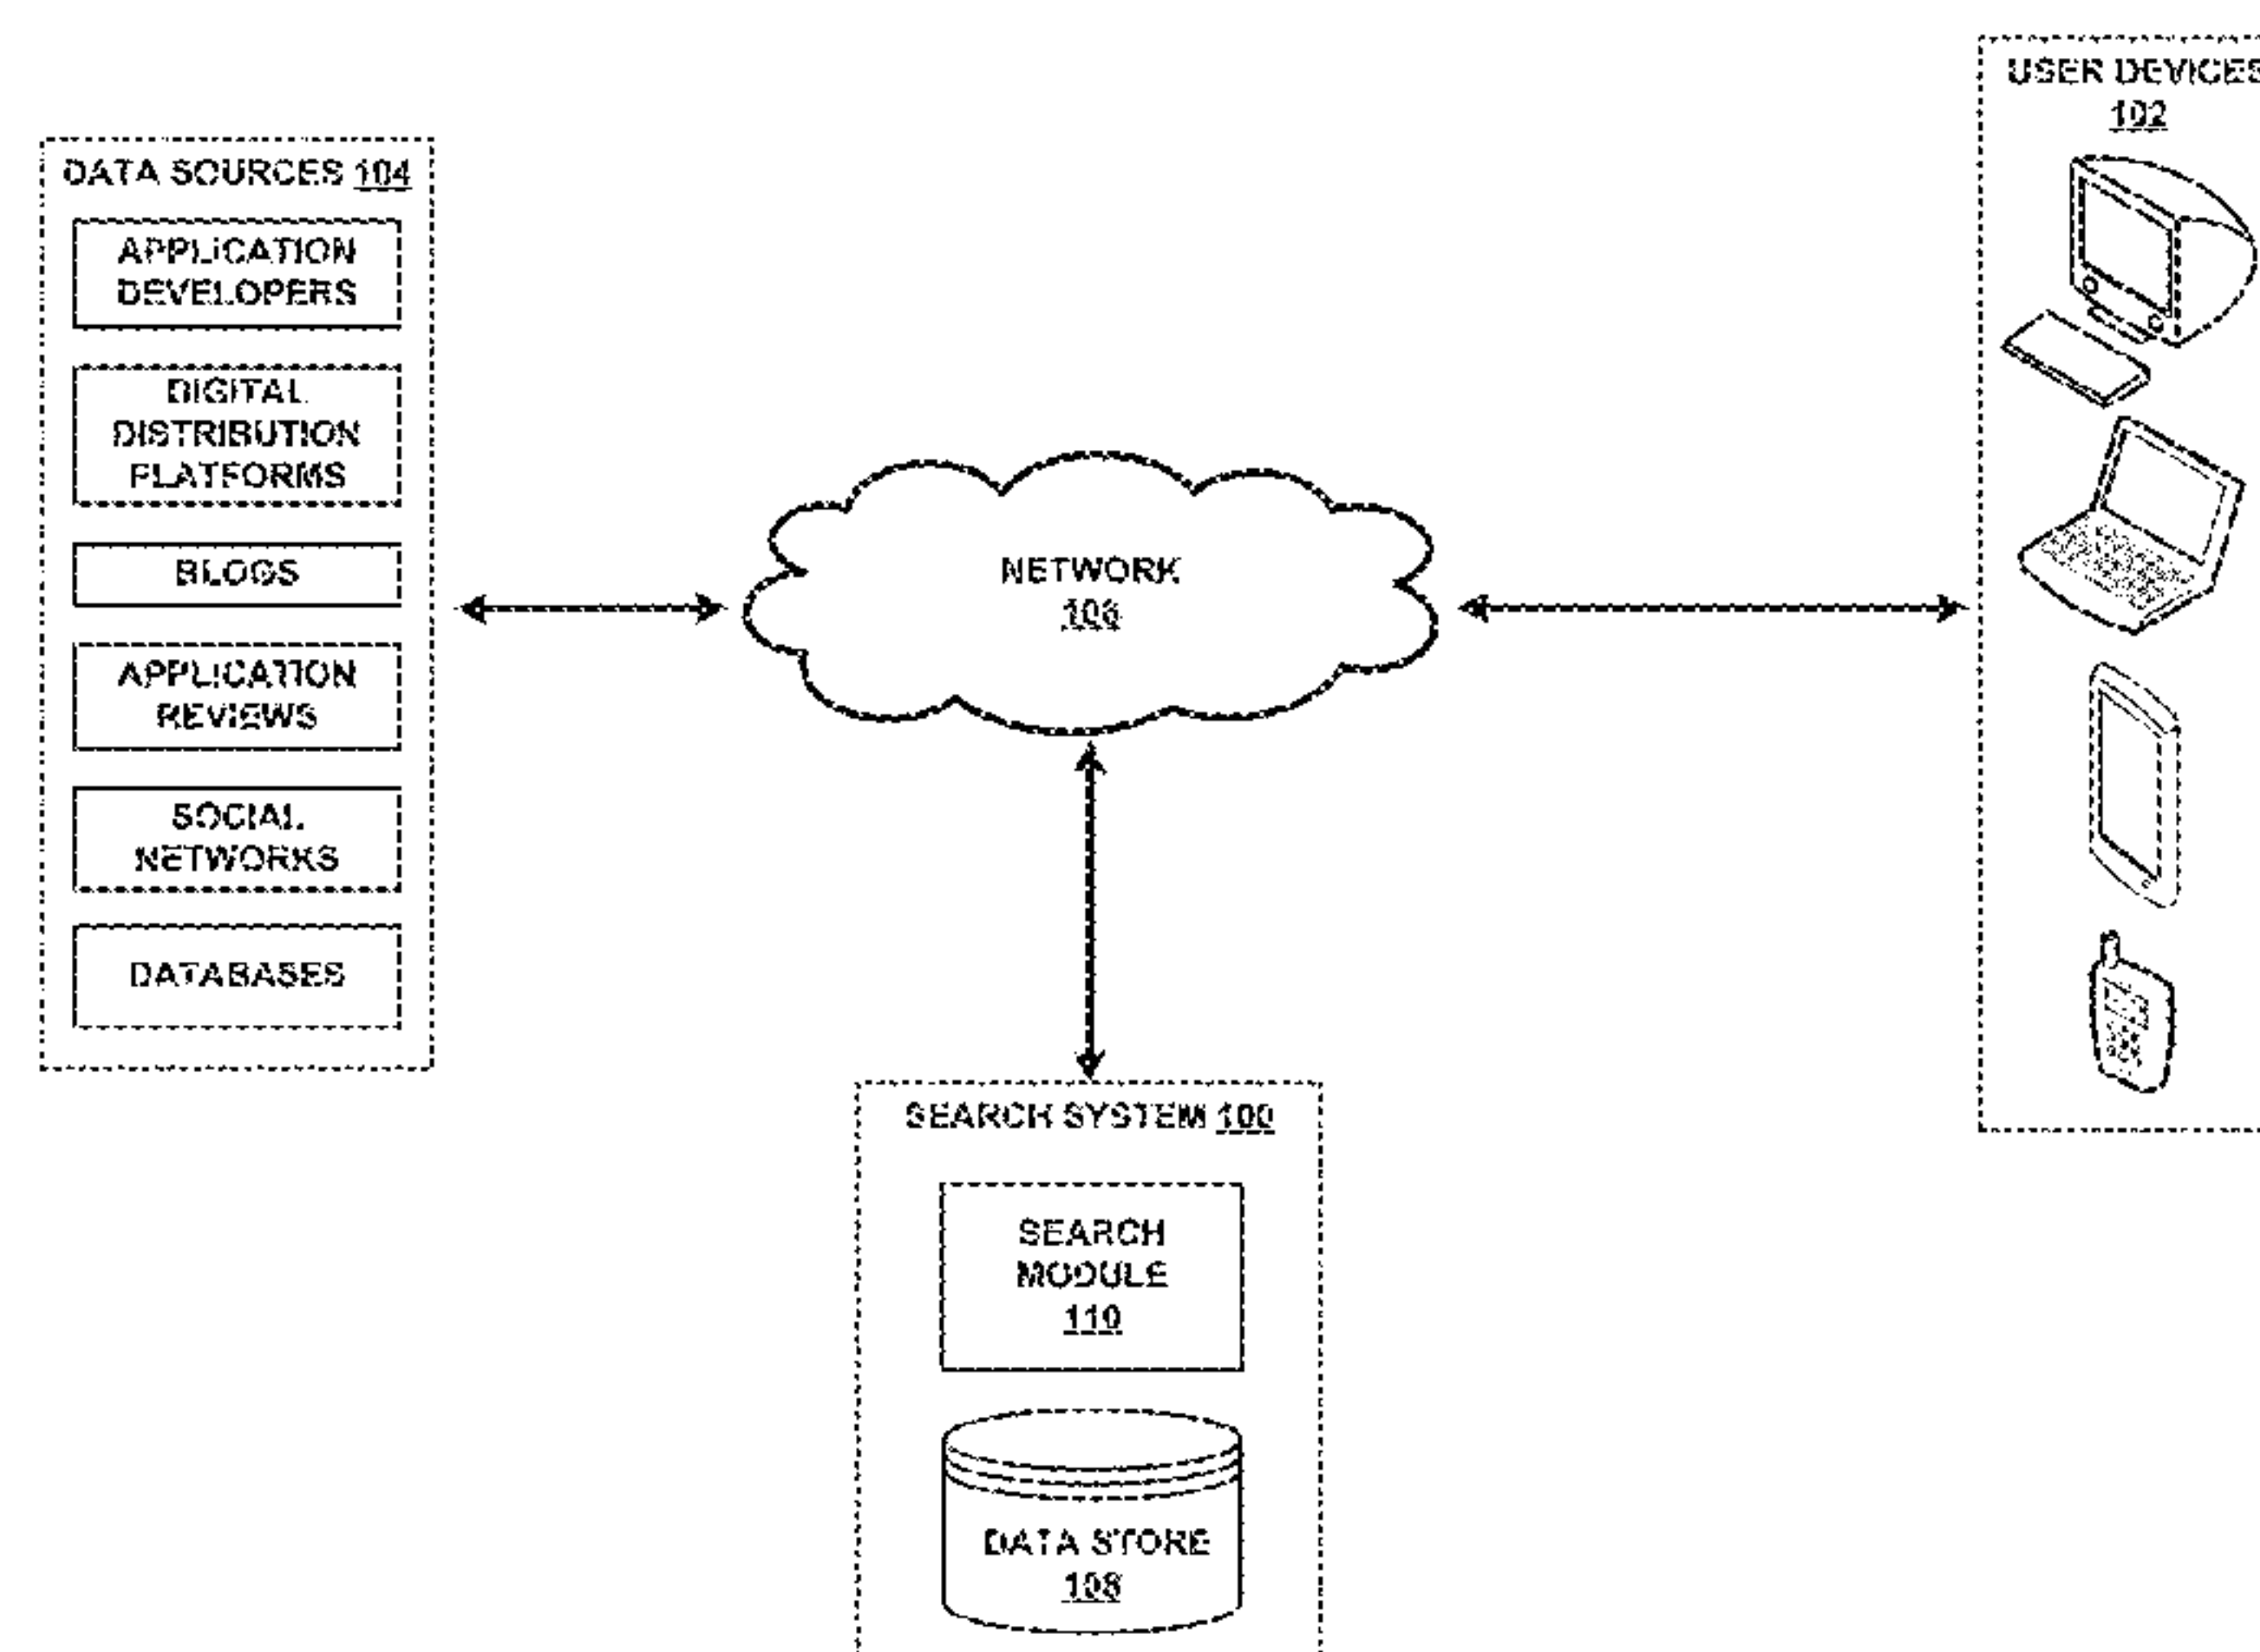 USER DEVICES
102
DATA SOURCES 104
APPLICATION
DEVELOPERS
DIGITAL
DISTRIBUTION
PLATFORMS
BLOGS
APPLICATION
REVIEWS
SOCIAL
NETWORKS
DATABASES
NETWORK
106
SEARCH SYSTEM 100
SEARCH
MODULE
110
DATA STORE
108